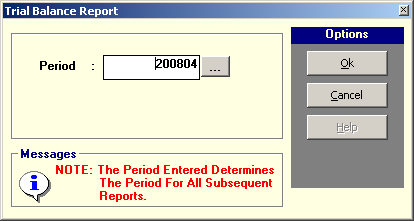 Trial Balance Report
Options
Period : 200804 ...
Ok
Cancel
Help
Messages
NOTE: The Period Entered Determines
The Period For All Subsequent
Reports.